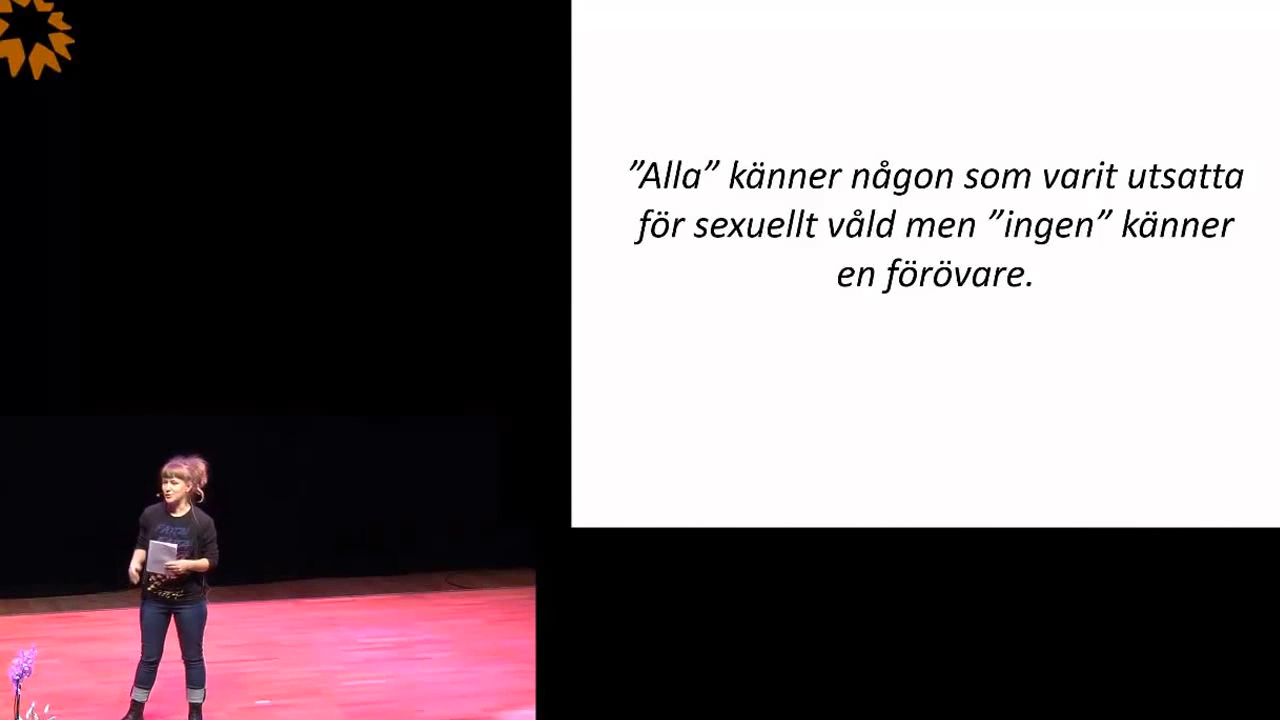 ”Alla” känner någon som varit utsatta
för sexuellt våld men ”ingen” känner
en förövare.